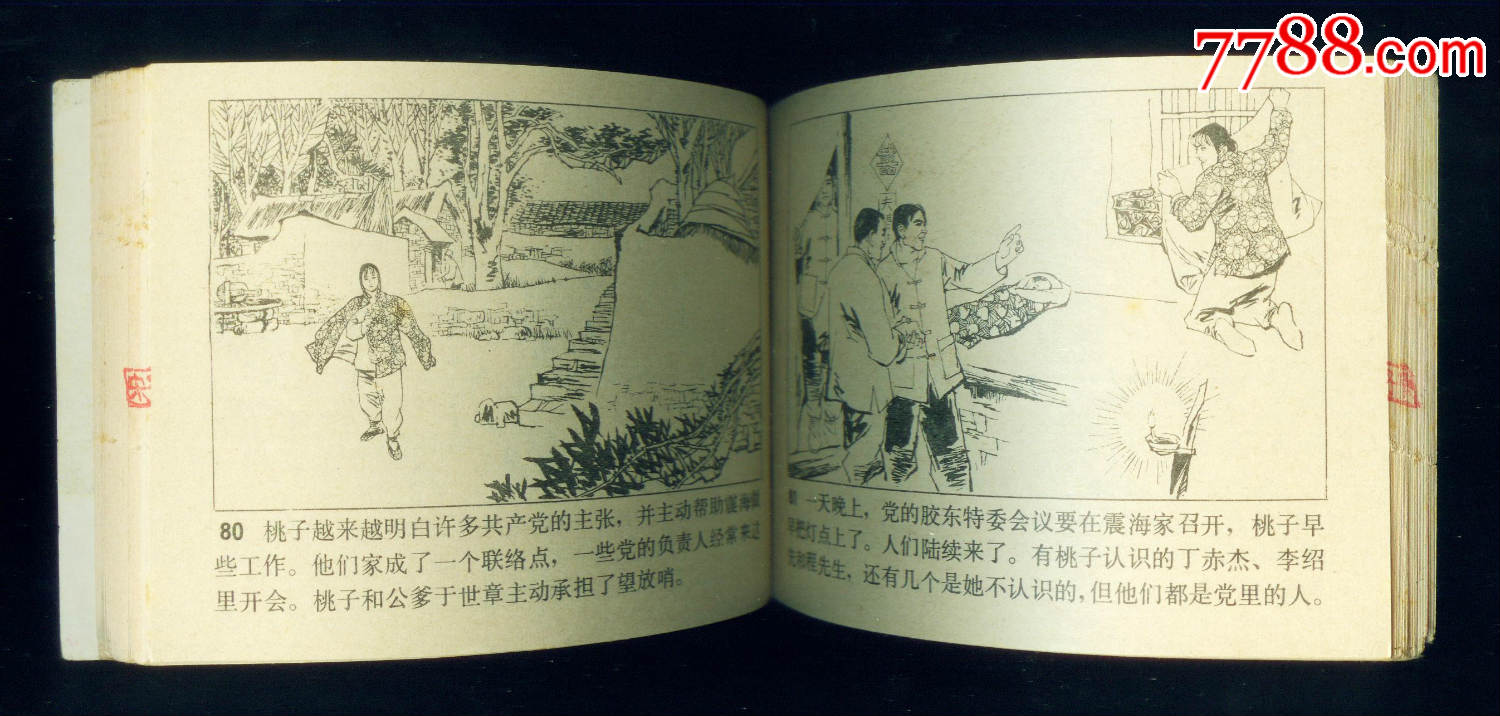 7788.com
80 桃子越来越明白许多共产党的主张，并主动帮助震海做
些工作。他们家成了一个联络点，一些党的负责人经常来这
里开会。桃子和公爹于世章主动承担了望放哨。
81 一天晚上，党的胶东特委会议要在震海家召开，桃子早
早把灯点上了。人们陆续来了。有桃子认识的丁赤杰、李绍
先和程先生，还有几个是她不认识的，但他们都是党里的人。